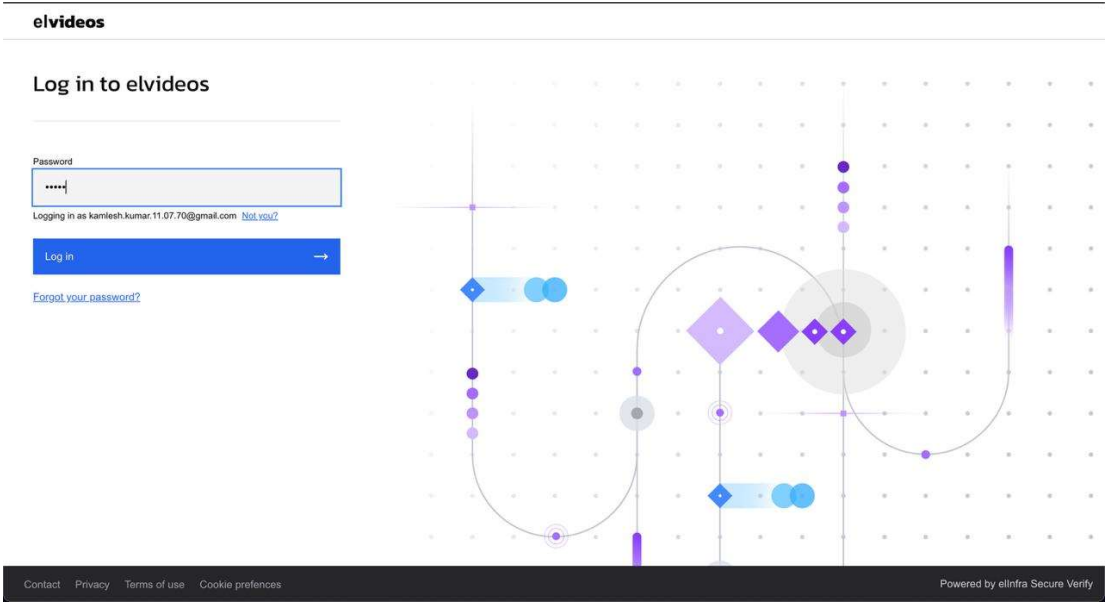 elvideos
Log in to elvideos
Password
•••••
Logging in as kamlesh.kumar.11.07.70@gmail.com Not you?
Log in →
Forgot your password?
Contact Privacy Terms of use Cookie prefences Powered by elInfra Secure Verify